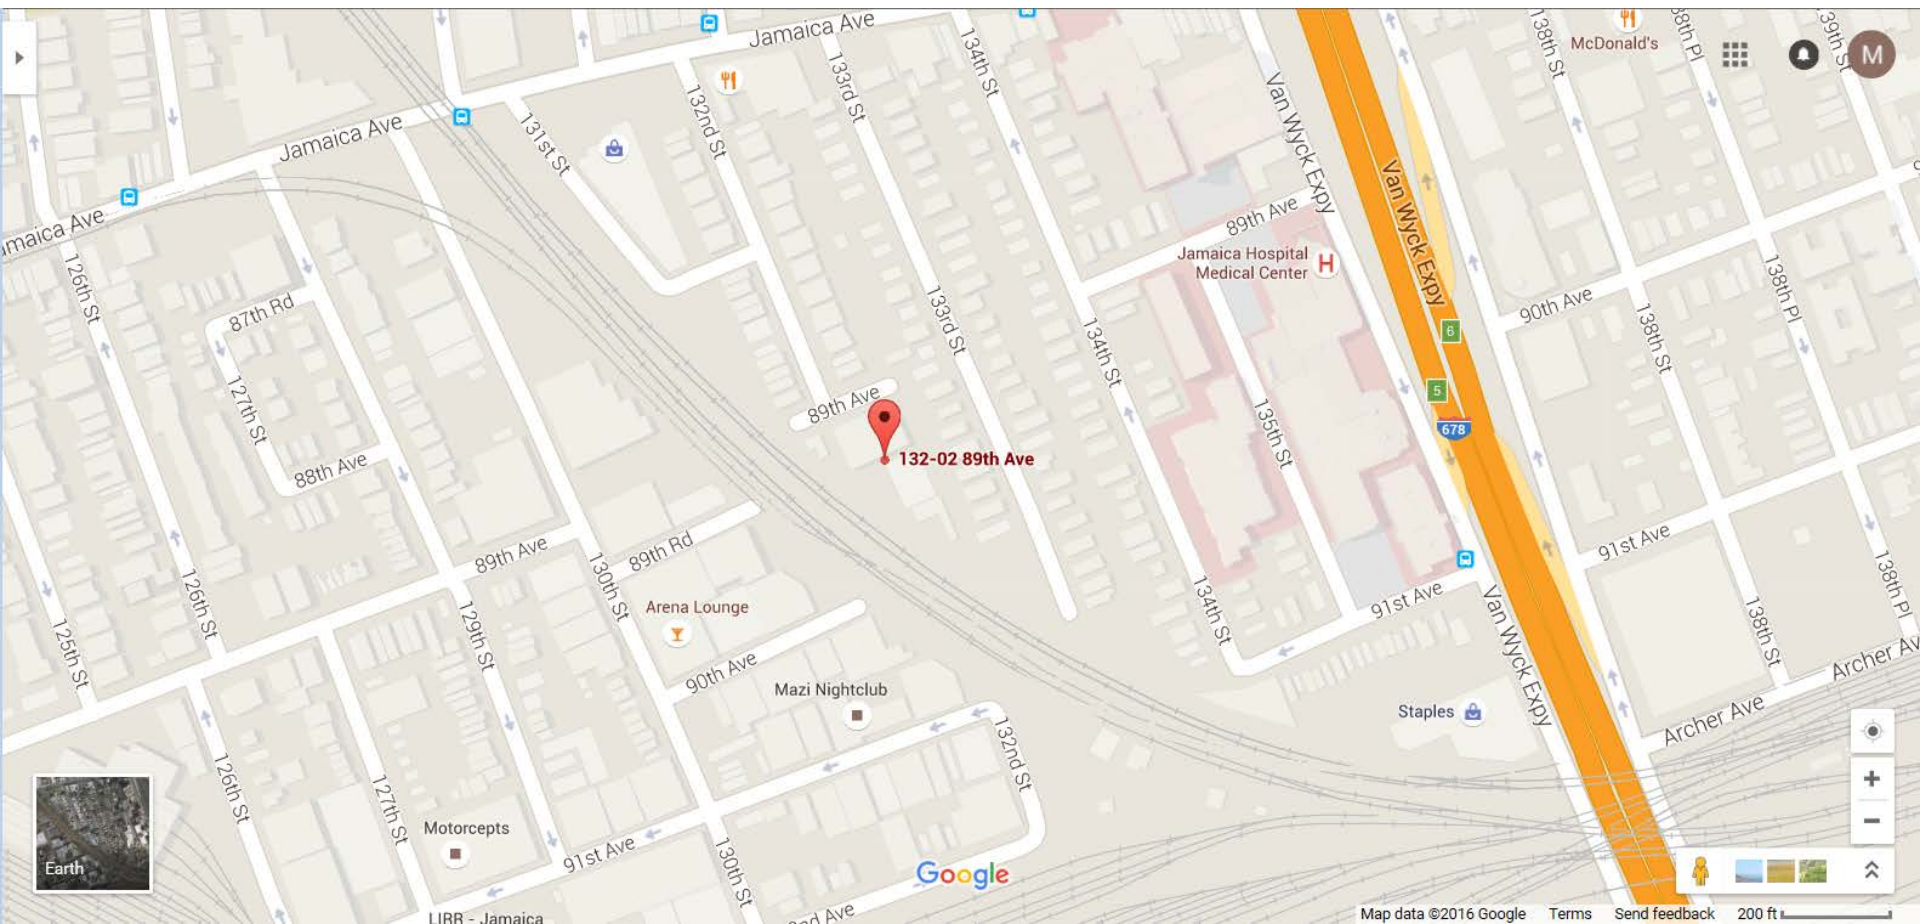 Jamaica Ave
134th St
138th St
McDonald's
M
133rd St
Van Wyck Expy
132nd St
131st St
Jamaica Ave
Van Wyck Expy
89th Ave
126th St
Jamaica Hospital
Medical Center
H
138th Pl
87th Rd
133rd St
90th Ave
138th St
6
134th St
5
127th St
89th Ave
678
135th St
132-02 89th Ave
88th Ave
89th Ave
89th Rd
91st Ave
130th St
138th Pl
126th St
Arena Lounge
134th St
91st Ave
129th St
125th St
138th St
Van Wyck Expy
90th Ave
Archer Av
Mazi Nightclub
Staples
Archer Ave
132nd St
126th St
127th St
Motorcepts
91st Ave
130th St
Earth
Google
LIRR - Jamaica
Map data ©2016 Google Terms Send feedback 200 ft